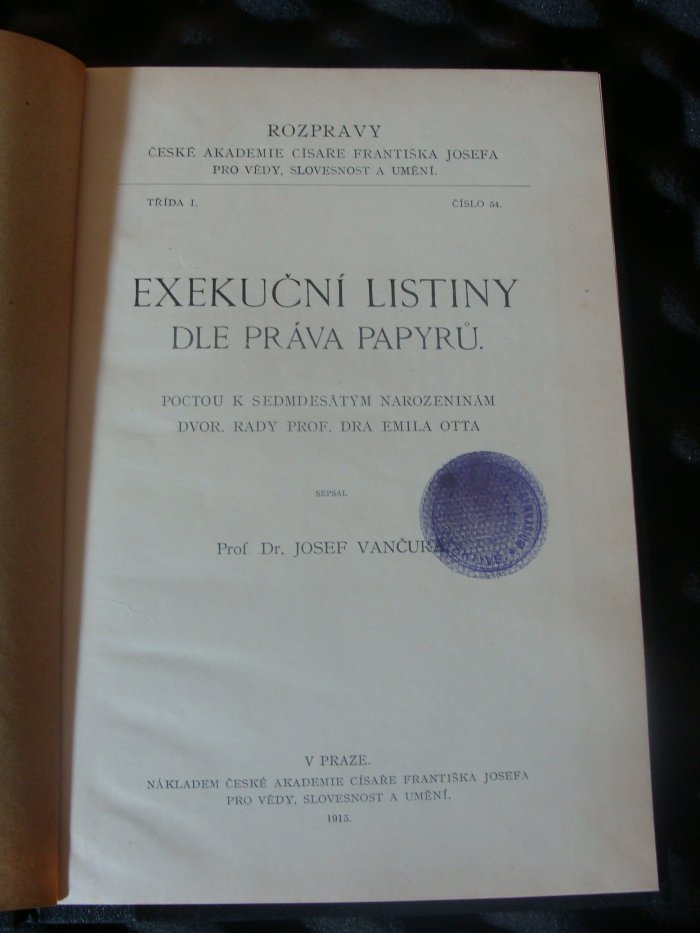 ROZPRAVY
ČESKÉ AKADEMIE CÍSAŘE FRANTIŠKA JOSEFA
PRO VĚDY, SLOVESNOST A UMĚNÍ.
TŘÍDA I. ČÍSLO 54.
EXEKUČNÍ LISTINY
DLE PRÁVA PAPYRŮ.
POCTOU K SEDMDESÁTÝM NAROZENINÁM
DVOR. RADY PROF. DRA EMILA OTTA
SEPSAL
Prof. Dr. JOSEF VANČURA.
V PRAZE.
NÁKLADEM ČESKÉ AKADEMIE CÍSAŘE FRANTIŠKA JOSEFA
PRO VĚDY, SLOVESNOST A UMĚNÍ.
1915.